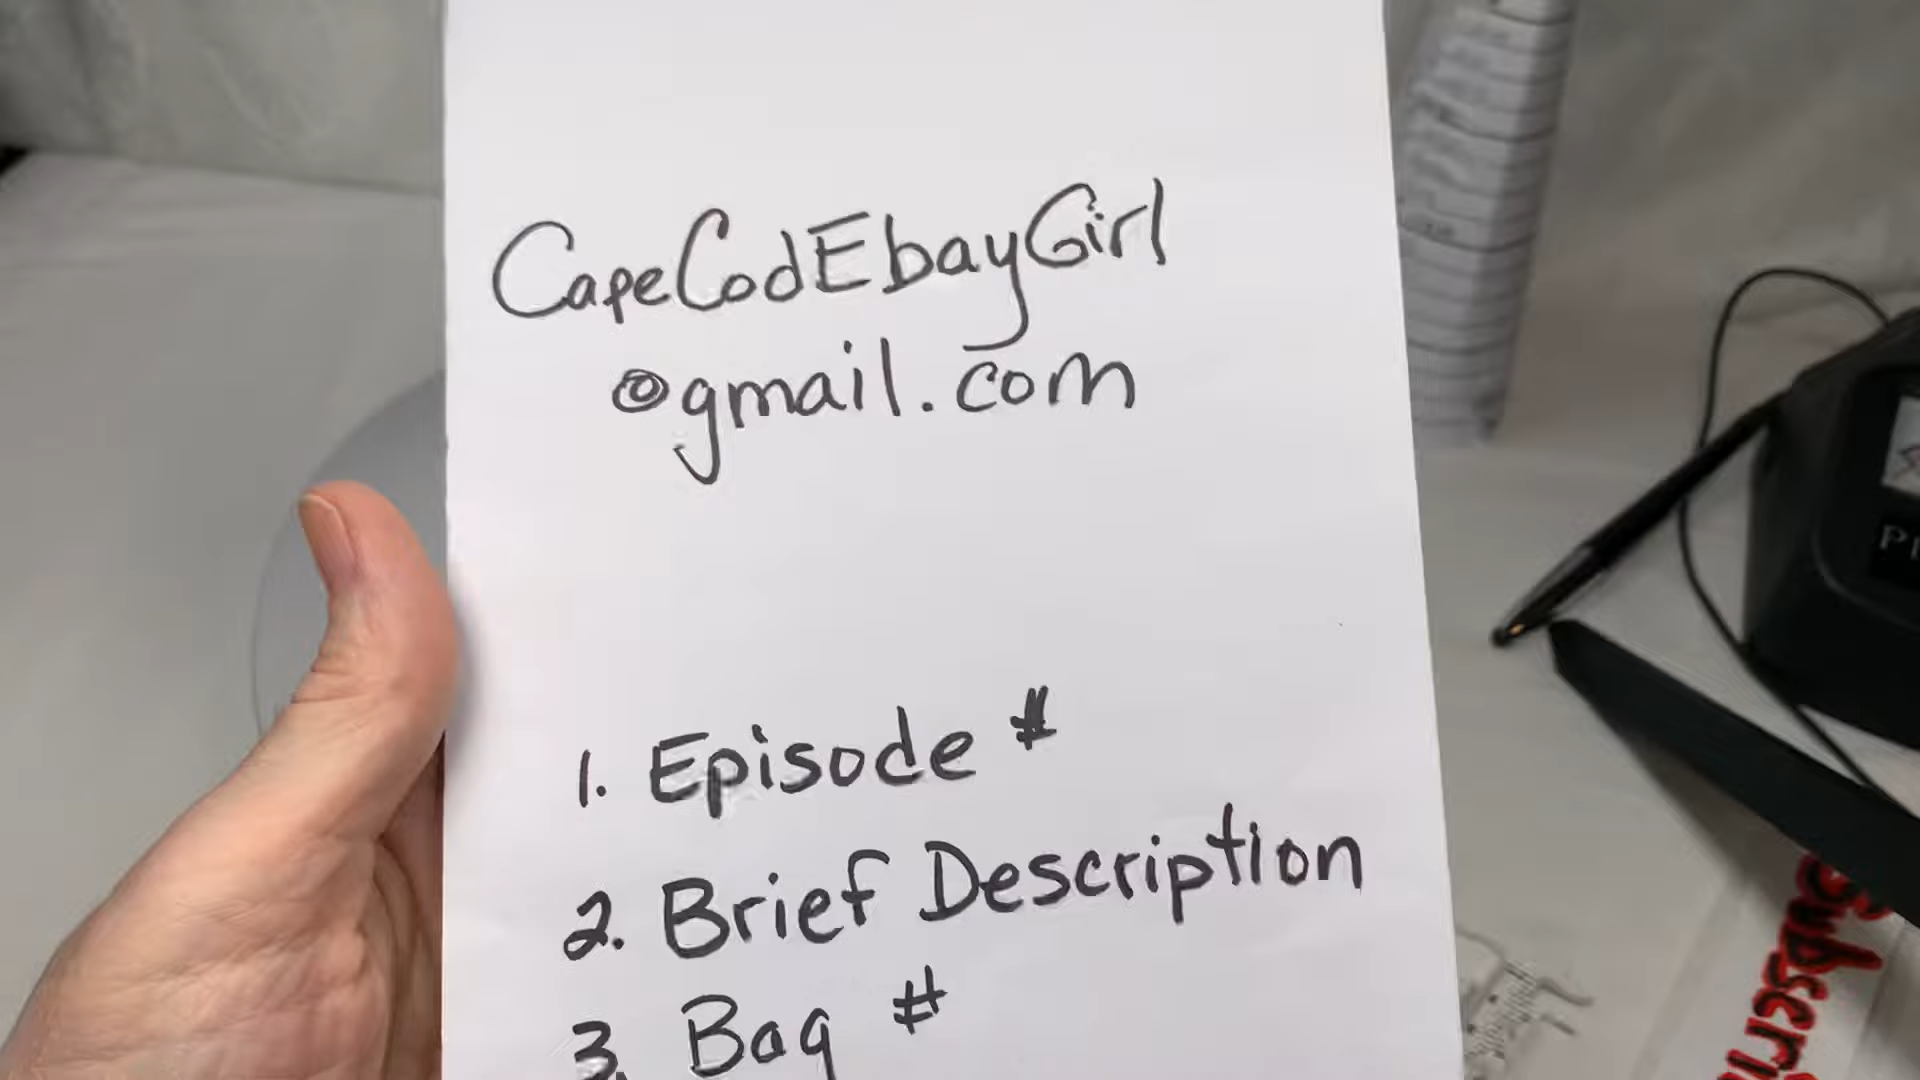 CapeCodEbayGirl
@gmail.com
1. Episode #
2. Brief Description
3. Bag #